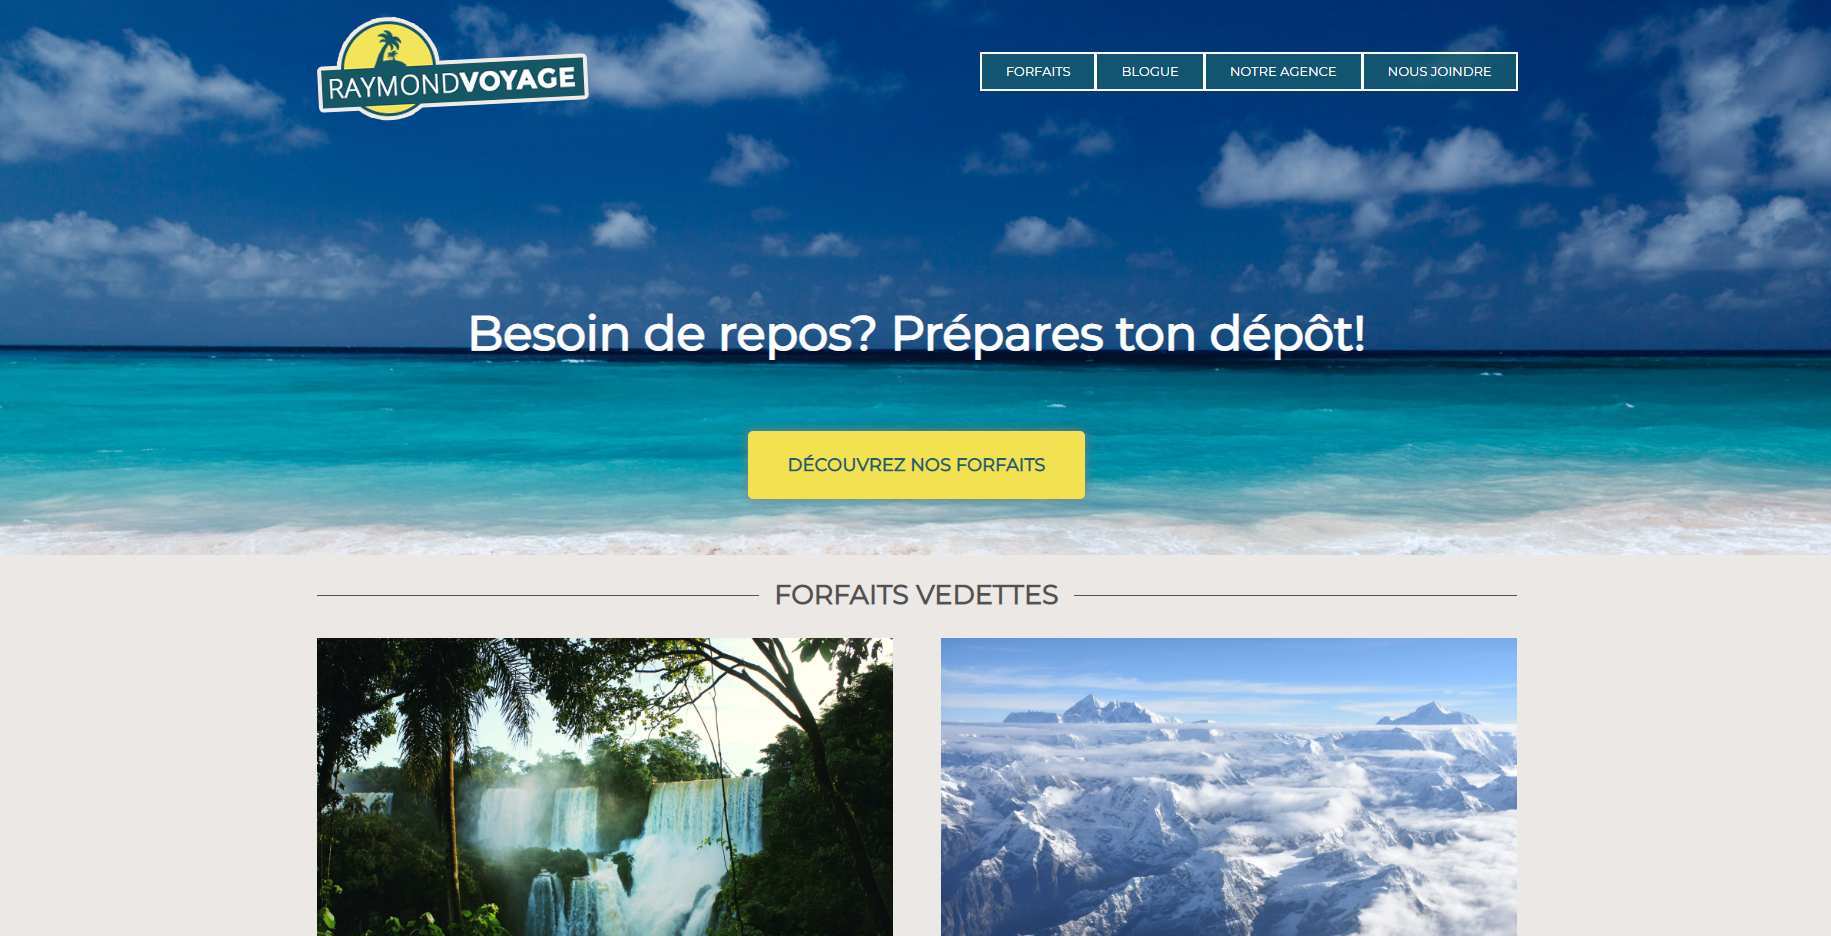 RAYMONDVOYAGE
FORFAITS
BLOGUE
NOTRE AGENCE
NOUS JOINDRE
Besoin de repos? Prépares ton dépôt!
DÉCOUVREZ NOS FORFAITS
FORFAITS VEDETTES